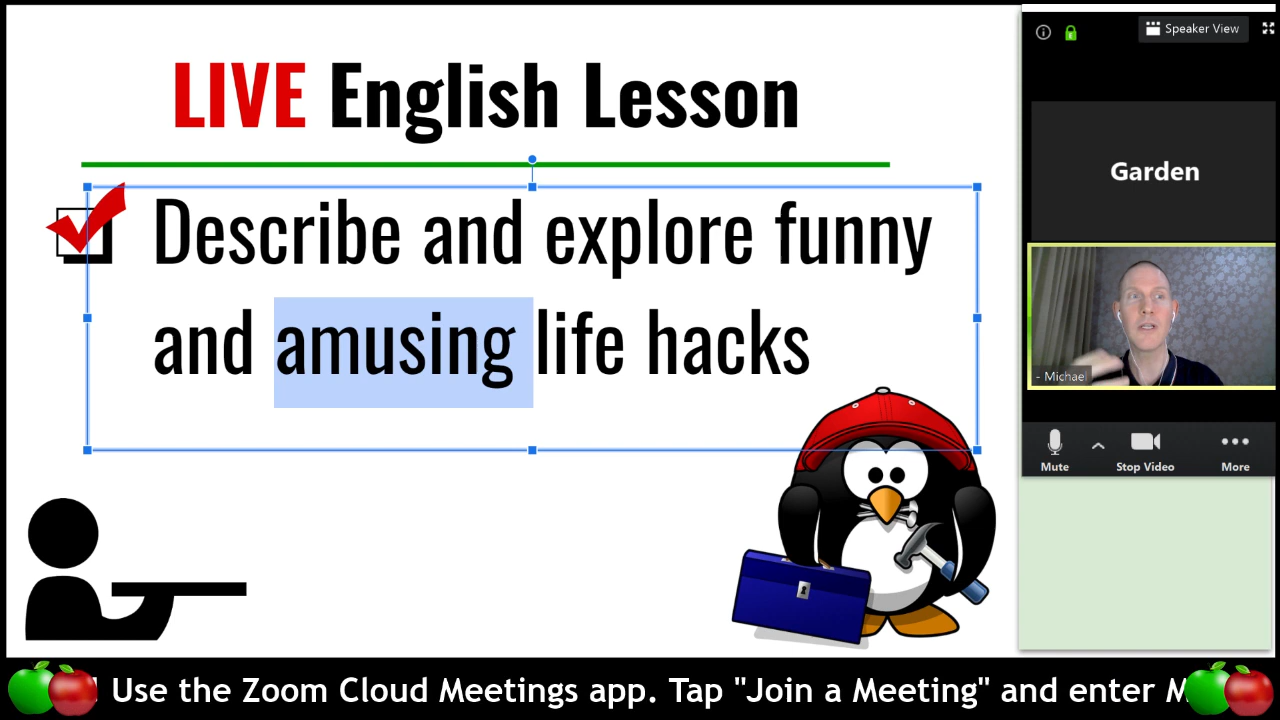 LIVE English Lesson
Describe and explore funny
and amusing life hacks
Speaker View
Garden
- Michael
Mute
Stop Video
More
Use the Zoom Cloud Meetings app. Tap "Join a Meeting" and enter